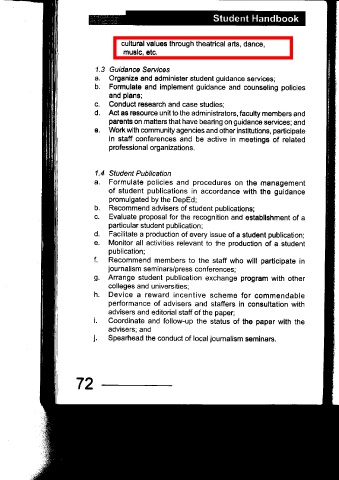 Student Handbook
cultural values through theatrical arts, dance,
music, etc.
1.3 Guidance Services
a. Organize and administer student guidance services;
b. Formulate and implement guidance and counseling policies
and plans;
c. Conduct research and case studies;
d. Act as resource unit to the administrators, faculty members and
parents on matters that have bearing on guidance services; and
e. Work with community agencies and other institutions, participate
in staff conferences and be active in meetings of related
professional organizations.
1.4 Student Publication
a. Formulate policies and procedures on the management
of student publications in accordance with the guidance
promulgated by the DepEd;
b. Recommend advisers of student publications;
c. Evaluate proposal for the recognition and establishment of a
particular student publication;
d. Facilitate a production of every issue of a student publication;
e. Monitor all activities relevant to the production of a student
publication;
f. Recommend members to the staff who will participate in
journalism seminars/press conferences;
g. Arrange student publication exchange program with other
colleges and universities;
h. Device a reward incentive scheme for commendable
performance of advisers and staffers in consultation with
advisers and editorial staff of the paper;
i. Coordinate and follow-up the status of the paper with the
advisers; and
j. Spearhead the conduct of local journalism seminars.
72